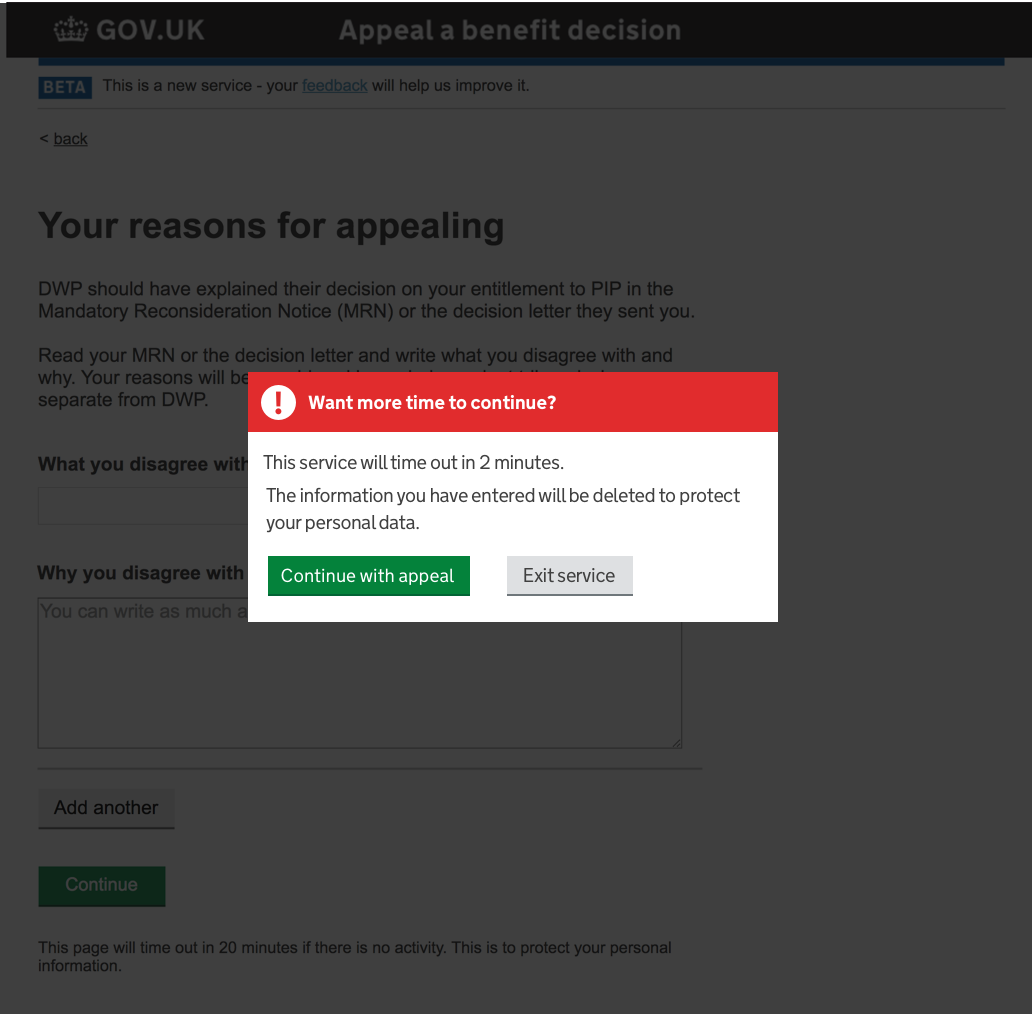 GOV.UK
Appeal a benefit decision
BETA This is a new service - your feedback will help us improve it.
< back
Your reasons for appealing
DWP should have explained their decision on your entitlement to PIP in the
Mandatory Reconsideration Notice (MRN) or the decision letter they sent you.
Read your MRN or the decision letter and write what you disagree with and
why. Your reasons will be
separate from DWP.
Want more time to continue?
What you disagree with
This service will time out in 2 minutes.
The information you have entered will be deleted to protect
your personal data.
Why you disagree with
Continue with appeal
Exit service
You can write as much a
Add another
Continue
This page will time out in 20 minutes if there is no activity. This is to protect your personal
information.